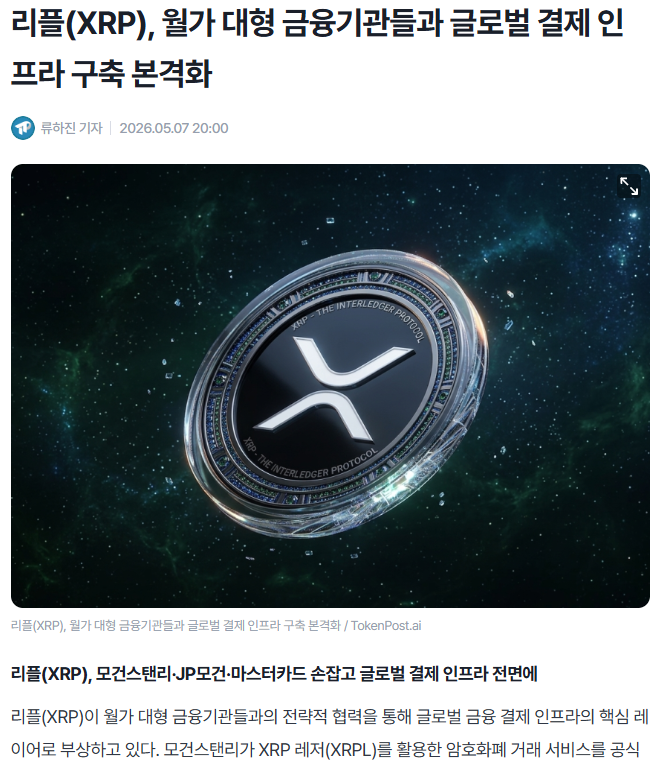 리플(XRP), 월가 대형 금융기관들과 글로벌 결제 인
프라 구축 본격화
TP
류하진 기자 | 2026.05.07 20:00
XRP - THE INTERLEDGER PROTOCOL
XRP - THE INTERLEDGER PROTOCOL
리플(XRP), 월가 대형 금융기관들과 글로벌 결제 인프라 구축 본격화 / TokenPost.ai
리플(XRP), 모건스탠리·JP모건·마스터카드 손잡고 글로벌 결제 인프라 전면에
리플(XRP)이 월가 대형 금융기관들과의 전략적 협력을 통해 글로벌 금융 결제 인프라의 핵심 레
이어로 부상하고 있다. 모건스탠리가 XRP 레저(XRPL)를 활용한 암호화폐 거래 서비스를 공식